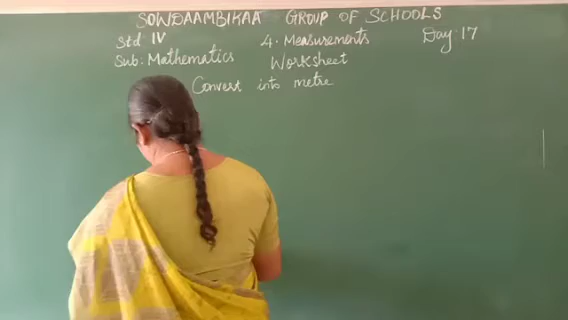 SOWDAAMBIKAA GROUP OF SCHOOLS
Std IV 4. Measurements Day: 17
Sub: Mathematics Worksheet
Convert into metre